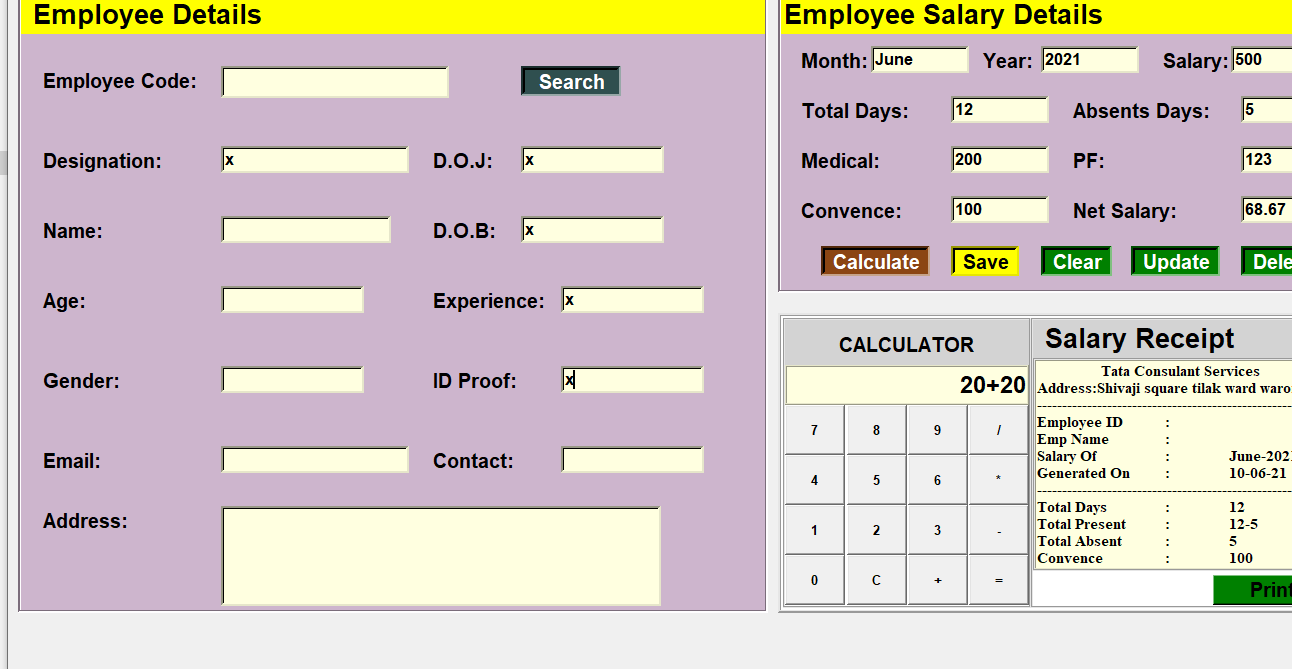 Employee Details
Employee Code: Search
Designation: x D.O.J: x
Name: D.O.B: x
Age: Experience: x
Gender: ID Proof: x
Email: Contact:
Address:
Employee Salary Details
Month: June Year: 2021 Salary: 500
Total Days: 12 Absents Days: 5
Medical: 200 PF: 123
Convence: 100 Net Salary: 68.67
Calculate Save Clear Update Dele
CALCULATOR
20+20
7 8 9 /
4 5 6 *
1 2 3 -
0 C + =
Salary Receipt
Tata Consulant Services
Address:Shivaji square tilak ward waro
--------------------------------------------------
Employee ID :
Emp Name :
Salary Of : June-2021
Generated On : 10-06-21
--------------------------------------------------
Total Days : 12
Total Present : 12-5
Total Absent : 5
Convence : 100
Print